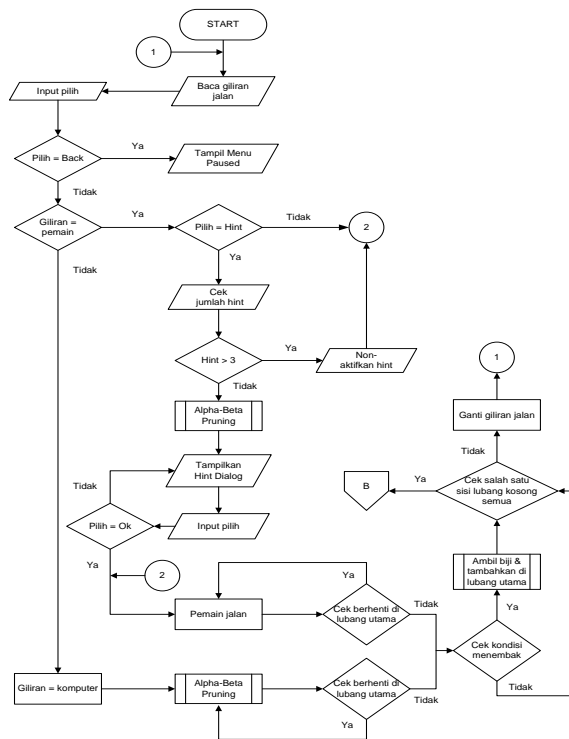 START
1
Baca giliran
jalan
Input pilih
Pilih = Back
Ya
Tampil Menu
Paused
Tidak
Giliran =
pemain
Ya
Pilih = Hint
Tidak
2
Tidak
Ya
Cek
jumlah hint
Hint > 3
Ya
Non-
aktifkan hint
Tidak
Alpha-Beta
Pruning
Tampilkan
Hint Dialog
Tidak
Input pilih
Pilih = Ok
Ya
2
Pemain jalan
Ya
Cek berhenti di
lubang utama
Tidak
Giliran = komputer
Alpha-Beta
Pruning
Cek berhenti di
lubang utama
Tidak
Ya
1
Ganti giliran jalan
Tidak
Cek salah satu
sisi lubang kosong
semua
Ya
B
Ambil biji &
tambahkan di
lubang utama
Ya
Cek kondisi
menembak
Tidak